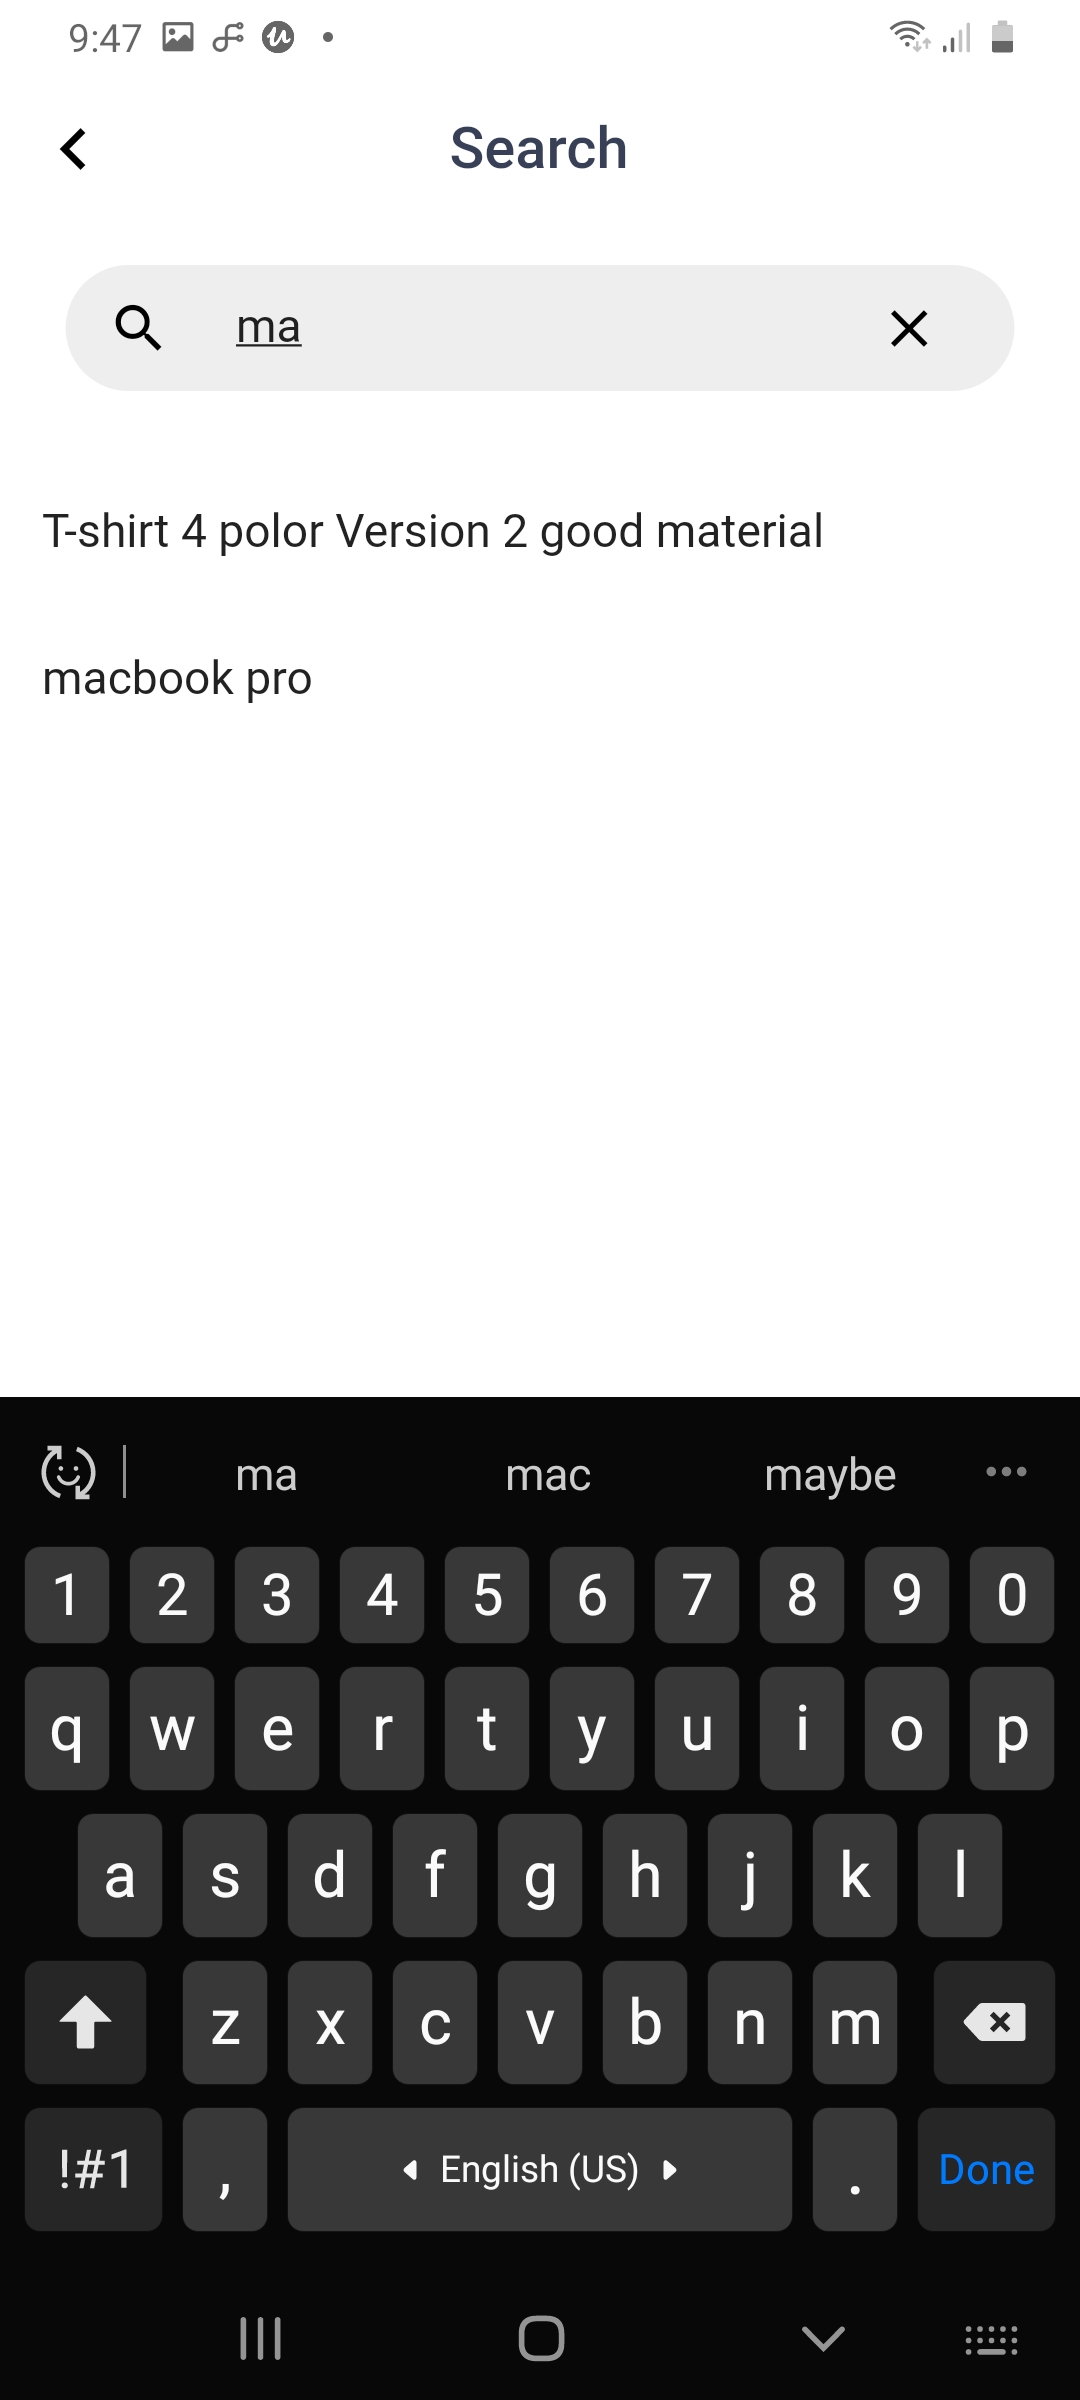 9:47
Search
ma
T-shirt 4 polor Version 2 good material
macbook pro
ma mac maybe
1 2 3 4 5 6 7 8 9 0
q w e r t y u i o p
a s d f g h j k l
z x c v b n m
!#1 , English (US) . Done